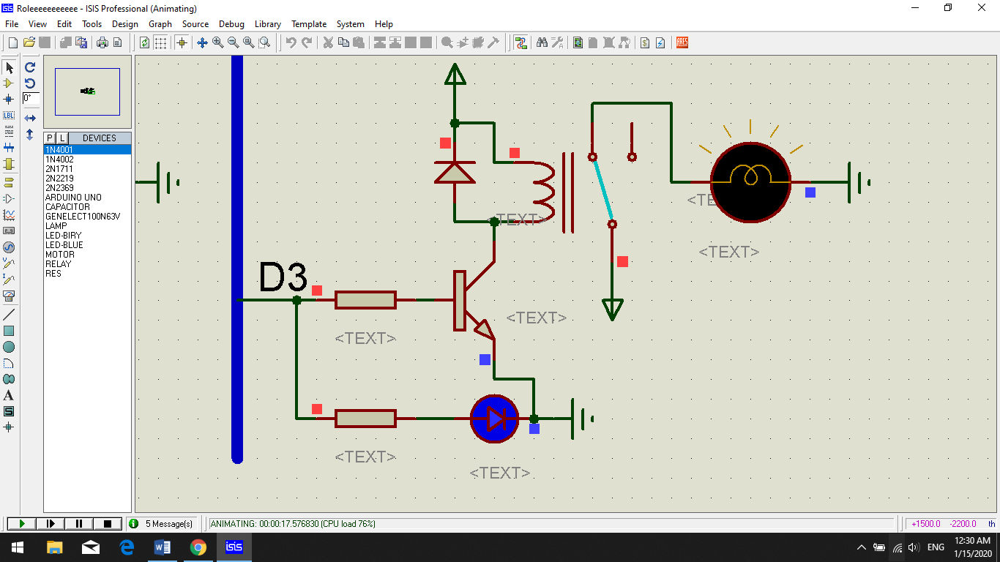 Roleeeeeeeeeee - ISIS Professional (Animating)
File View Edit Tools Design Graph Source Debug Library Template System Help
LBL
$
ARES
0°
P L DEVICES
1N4001
1N4002
2N1711
2N2219
2N2369
ARDUINO UNO
CAPACITOR
GENELECT100N63V
LAMP
LED-BIRY
LED-BLUE
MOTOR
RELAY
RES
A
S
<TE
<TEXT>
<TEXT>
D3
<TEXT>
<TEXT>
<TEXT>
<TEXT>
5 Message(s)
ANIMATING: 00:00:17.576830 (CPU load 76%)
+1500.0 -2200.0 th
isis
ENG
12:30 AM
1/15/2020